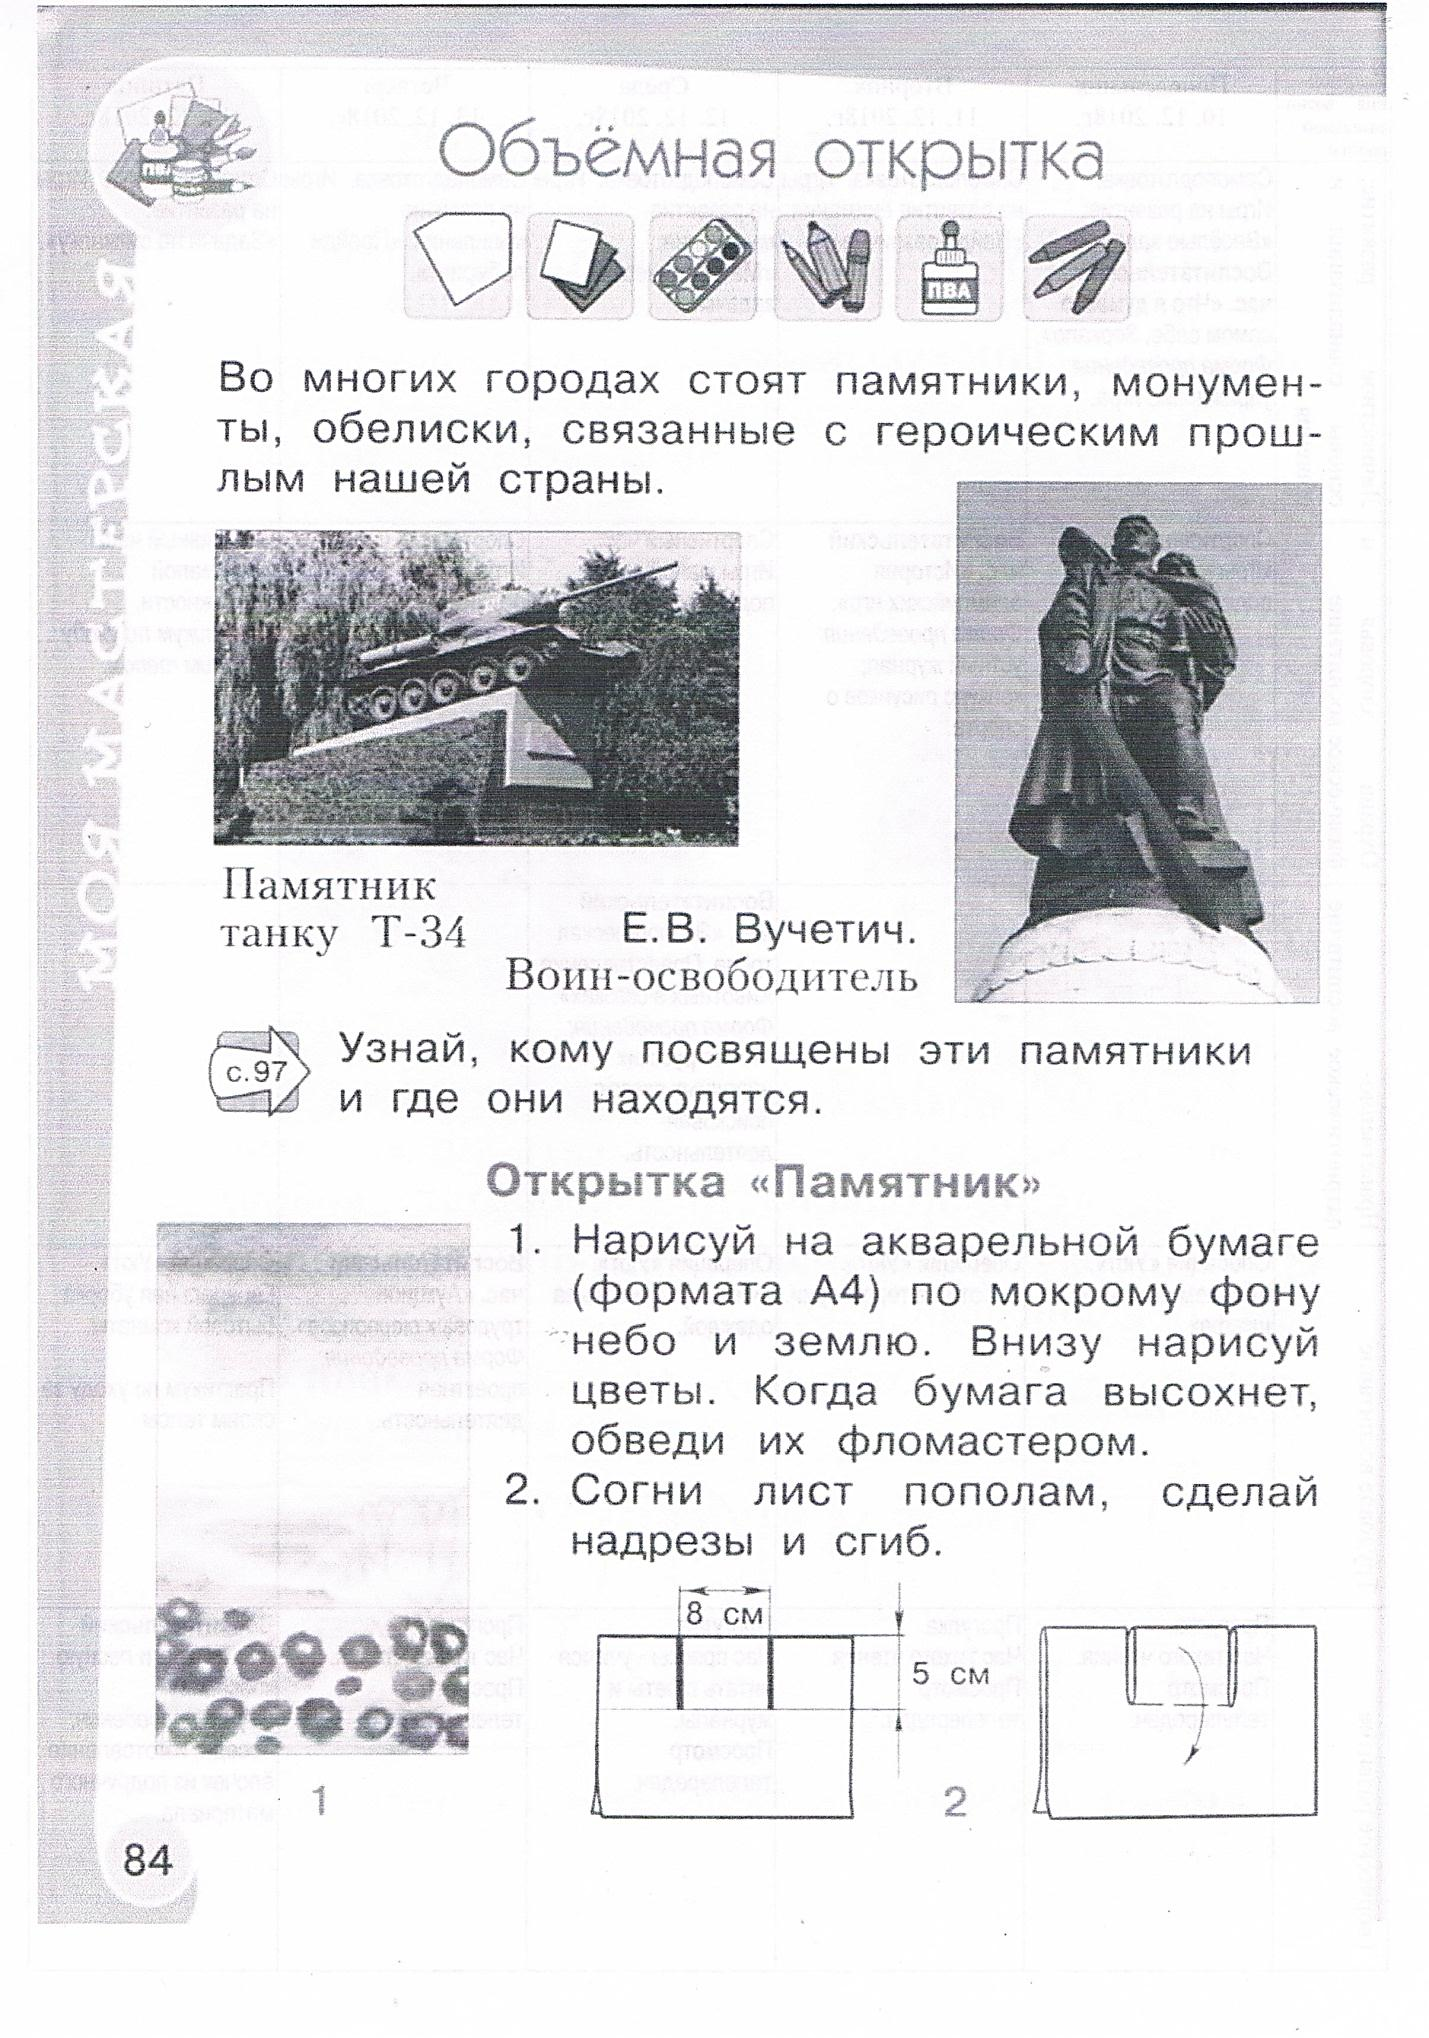 МОЯ МАСТЕРСКАЯ
Объёмная открытка
ПВА
Во многих городах стоят памятники, монумен-
ты, обелиски, связанные с героическим прош-
лым нашей страны.
Памятник
танку Т-34
Е.В. Вучетич.
Воин-освободитель
с.97
Узнай, кому посвящены эти памятники
и где они находятся.
Открытка «Памятник»
1. Нарисуй на акварельной бумаге
(формата А4) по мокрому фону
небо и землю. Внизу нарисуй
цветы. Когда бумага высохнет,
обведи их фломастером.
2. Согни лист пополам, сделай
надрезы и сгиб.
8 см
5 см
1
2
84